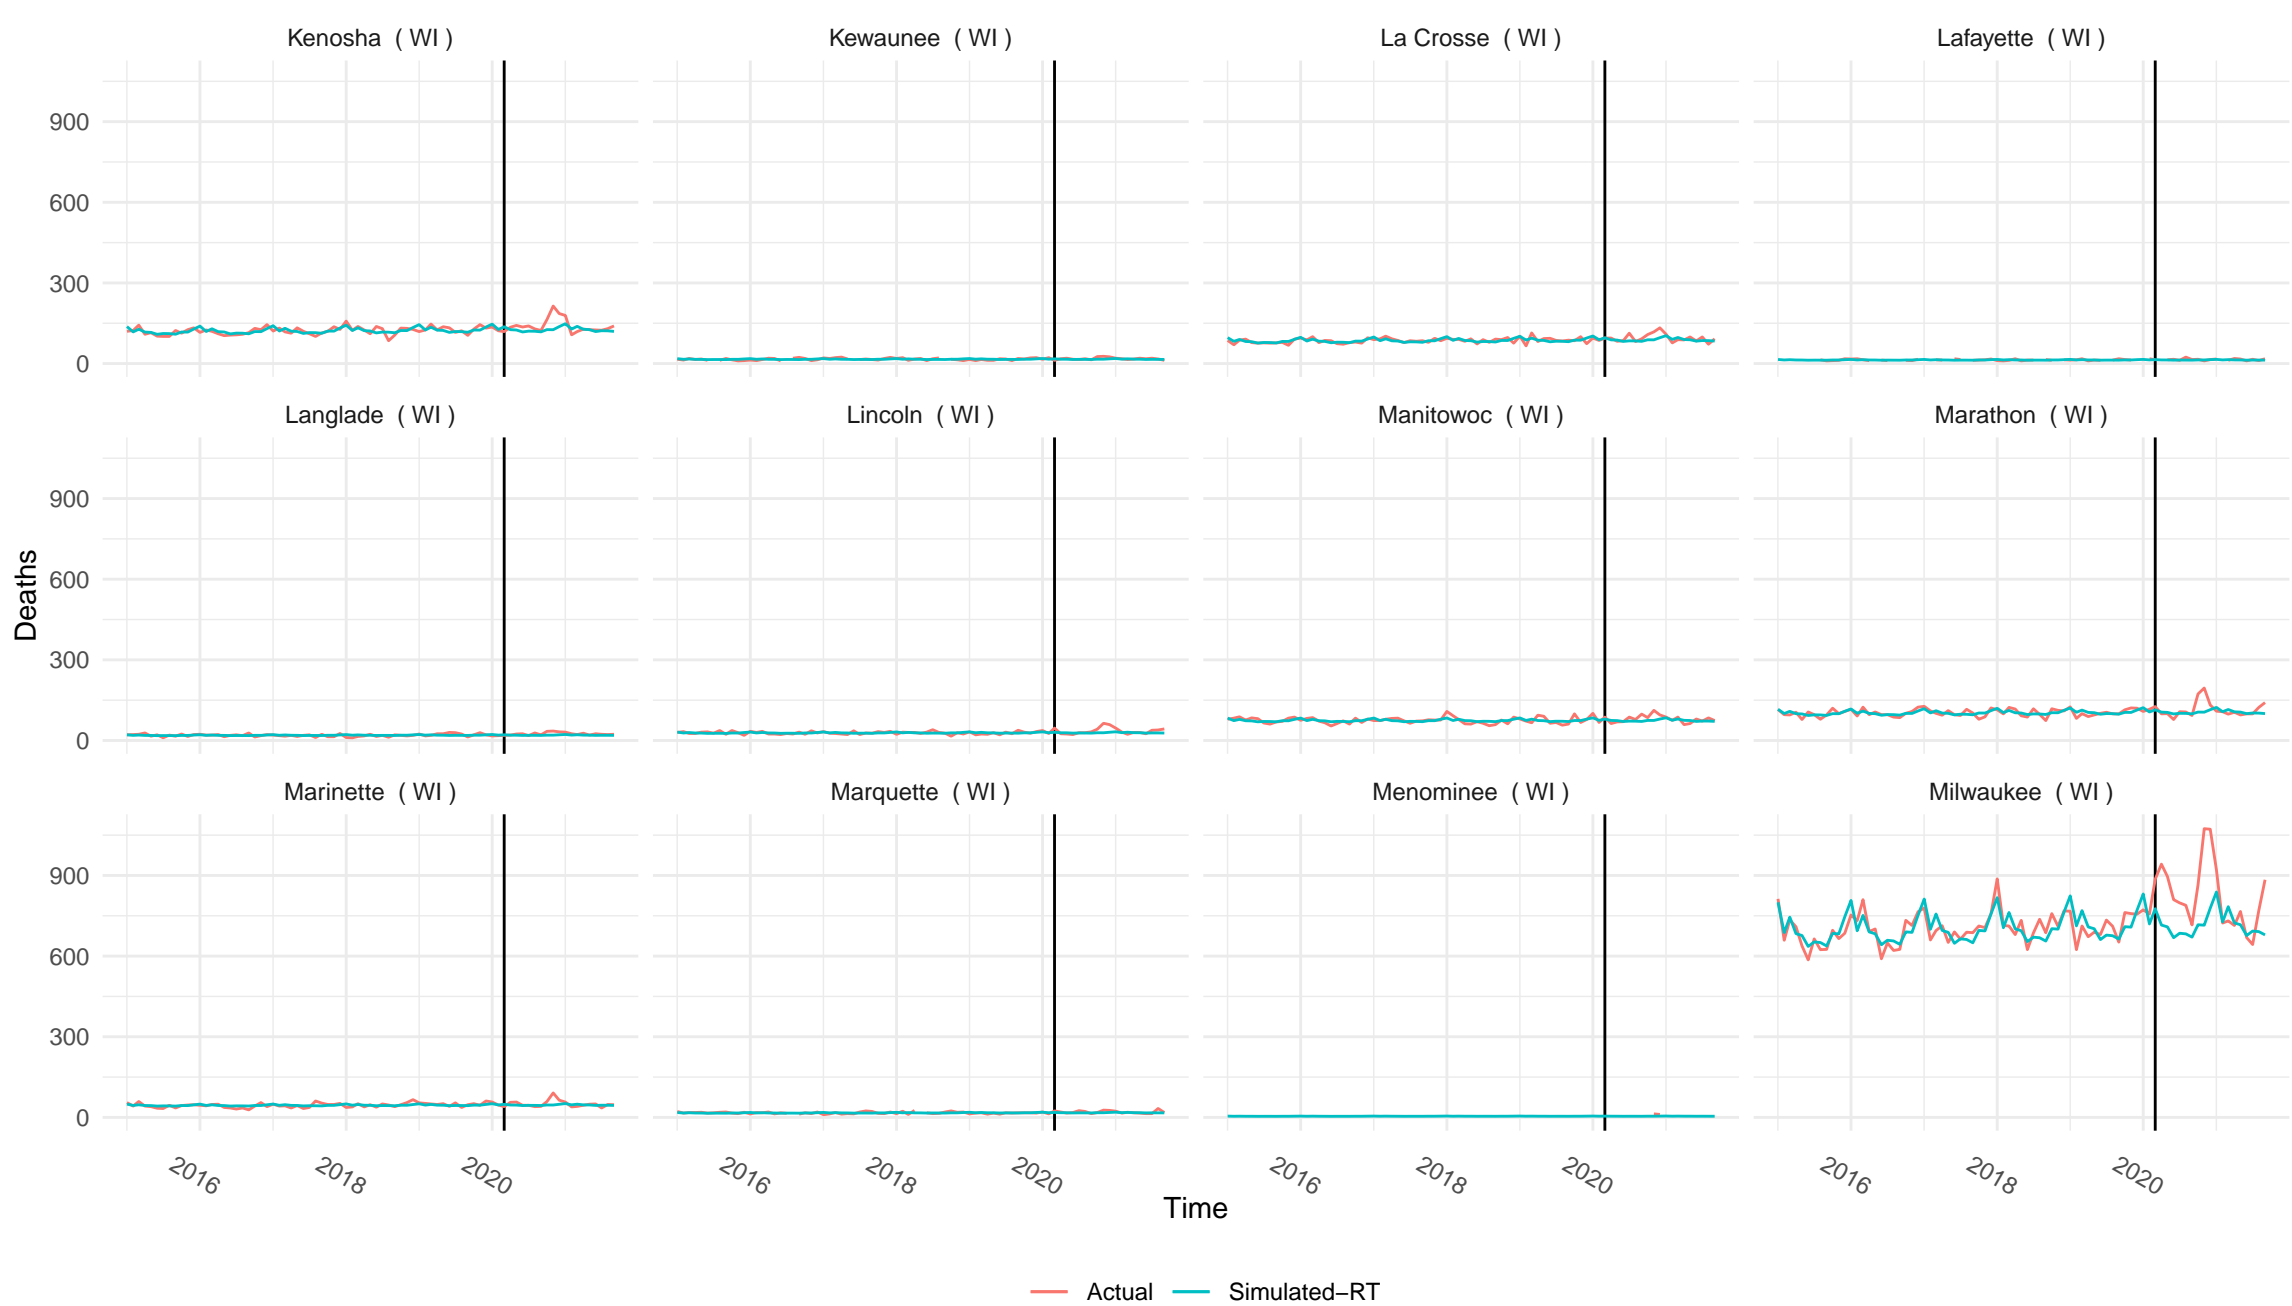 Kenosha ( WI )
Kewaunee ( WI )
La Crosse ( WI )
Lafayette ( WI )
900
600
300
0
Langlade ( WI )
Lincoln ( WI )
Manitowoc ( WI )
Marathon ( WI )
900
600
300
0
Deaths
Marinette ( WI )
Marquette ( WI )
Menominee ( WI )
Milwaukee ( WI )
900
600
300
0
2016 2018 2020
2016 2018 2020
2016 2018 2020
2016 2018 2020
Time
Actual
Simulated−RT